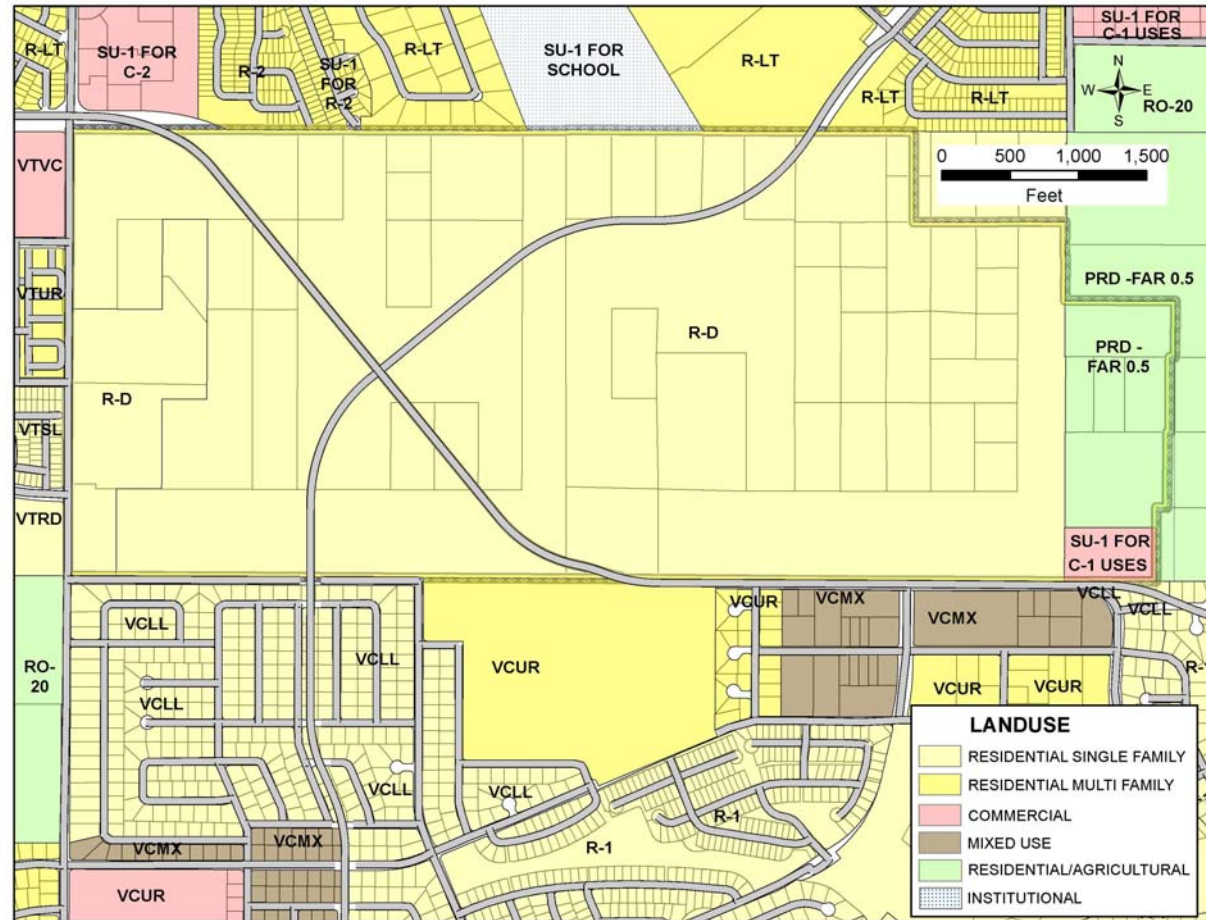 R-LT
SU-1 FOR
C-2
R-2
SU-1
FOR
R-2
R-LT
SU-1 FOR
SCHOOL
R-LT
R-LT
R-LT
SU-1 FOR
C-1 USES
N
W
E
S
RO-20
0
500
1,000
1,500
Feet
VTVC
VTUR
VTSL
VTRD
R-D
R-D
PRD -FAR 0.5
PRD -
FAR 0.5
SU-1 FOR
C-1 USES
RO-
20
VCLL
VCLL
VCLL
VCLL
VCLL
VCUR
VCUR
VCMX
VCMX
VCLL
VCLL
VCUR
VCUR
R-1
R-1
VCMX
VCMX
VCUR
LANDUSE
RESIDENTIAL SINGLE FAMILY
RESIDENTIAL MULTI FAMILY
COMMERCIAL
MIXED USE
RESIDENTIAL/AGRICULTURAL
INSTITUTIONAL